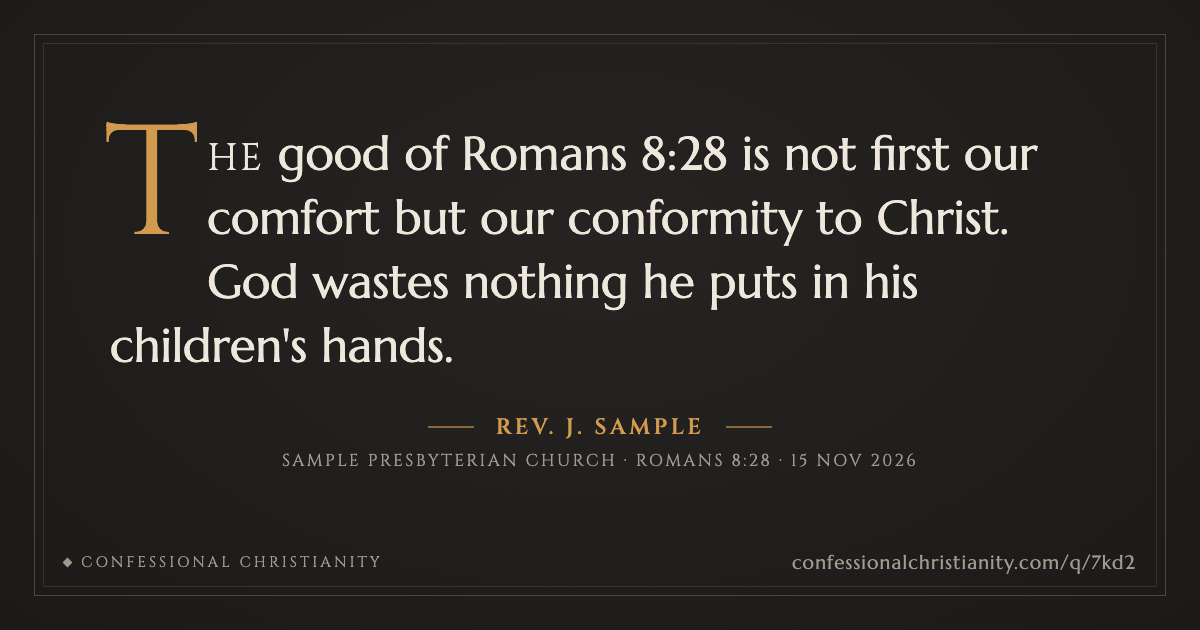 THE good of Romans 8:28 is not first our
comfort but our conformity to Christ.
God wastes nothing he puts in his
children's hands.
REV. J. SAMPLE
SAMPLE PRESBYTERIAN CHURCH · ROMANS 8:28 · 15 NOV 2026
◆ CONFESSIONAL CHRISTIANITY
confessionalchristianity.com/q/7kd2